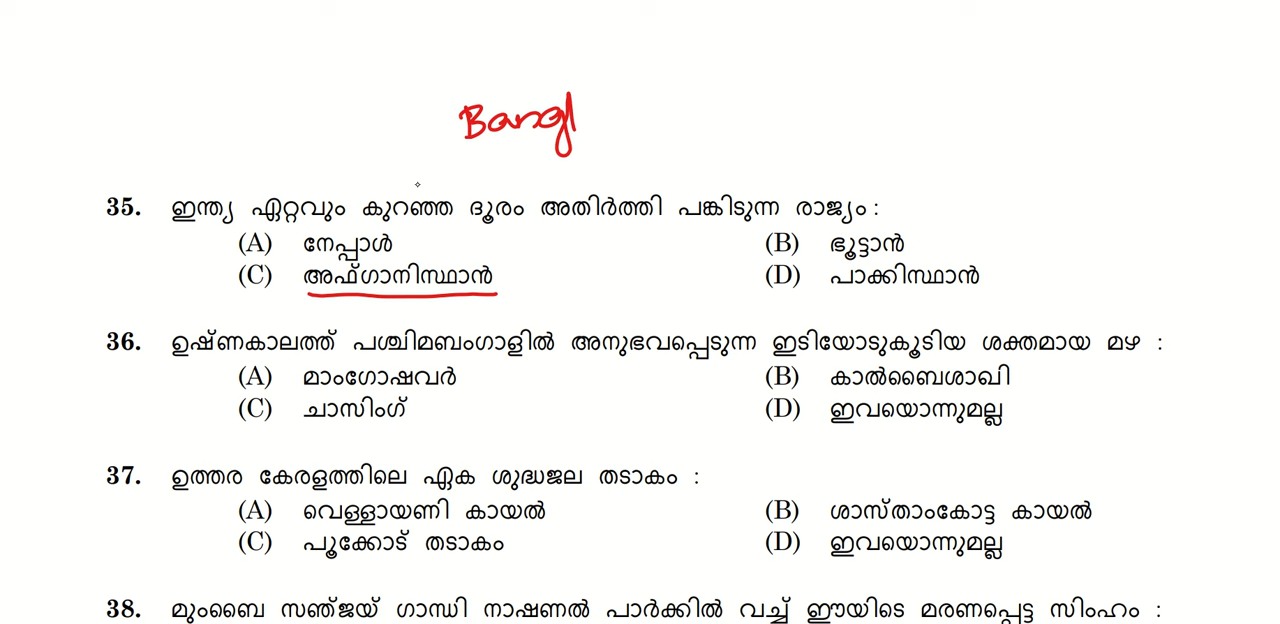 Bangl
35. ഇന്ത്യ ഏറ്റവും കുറഞ്ഞ ദൂരം അതിർത്തി പങ്കിടുന്ന രാജ്യം :
(A) നേപ്പാൾ (B) ഭൂട്ടാൻ
(C) അഫ്ഗാനിസ്ഥാൻ (D) പാക്കിസ്ഥാൻ
36. ഉഷ്ണകാലത്ത് പശ്ചിമബംഗാളിൽ അനുഭവപ്പെടുന്ന ഇടിയോടുകൂടിയ ശക്തമായ മഴ :
(A) മാംഗോഷവർ (B) കാൽബൈശാഖി
(C) ചാസിംഗ് (D) ഇവയൊന്നുമല്ല
37. ഉത്തര കേരളത്തിലെ ഏക ശുദ്ധജല തടാകം :
(A) വെള്ളായണി കായൽ (B) ശാസ്താംകോട്ട കായൽ
(C) പൂക്കോട് തടാകം (D) ഇവയൊന്നുമല്ല
38. മുംബൈ സഞ്ജയ് ഗാന്ധി നാഷണൽ പാർക്കിൽ വച്ച് ഈയിടെ മരണപ്പെട്ട സിംഹം :